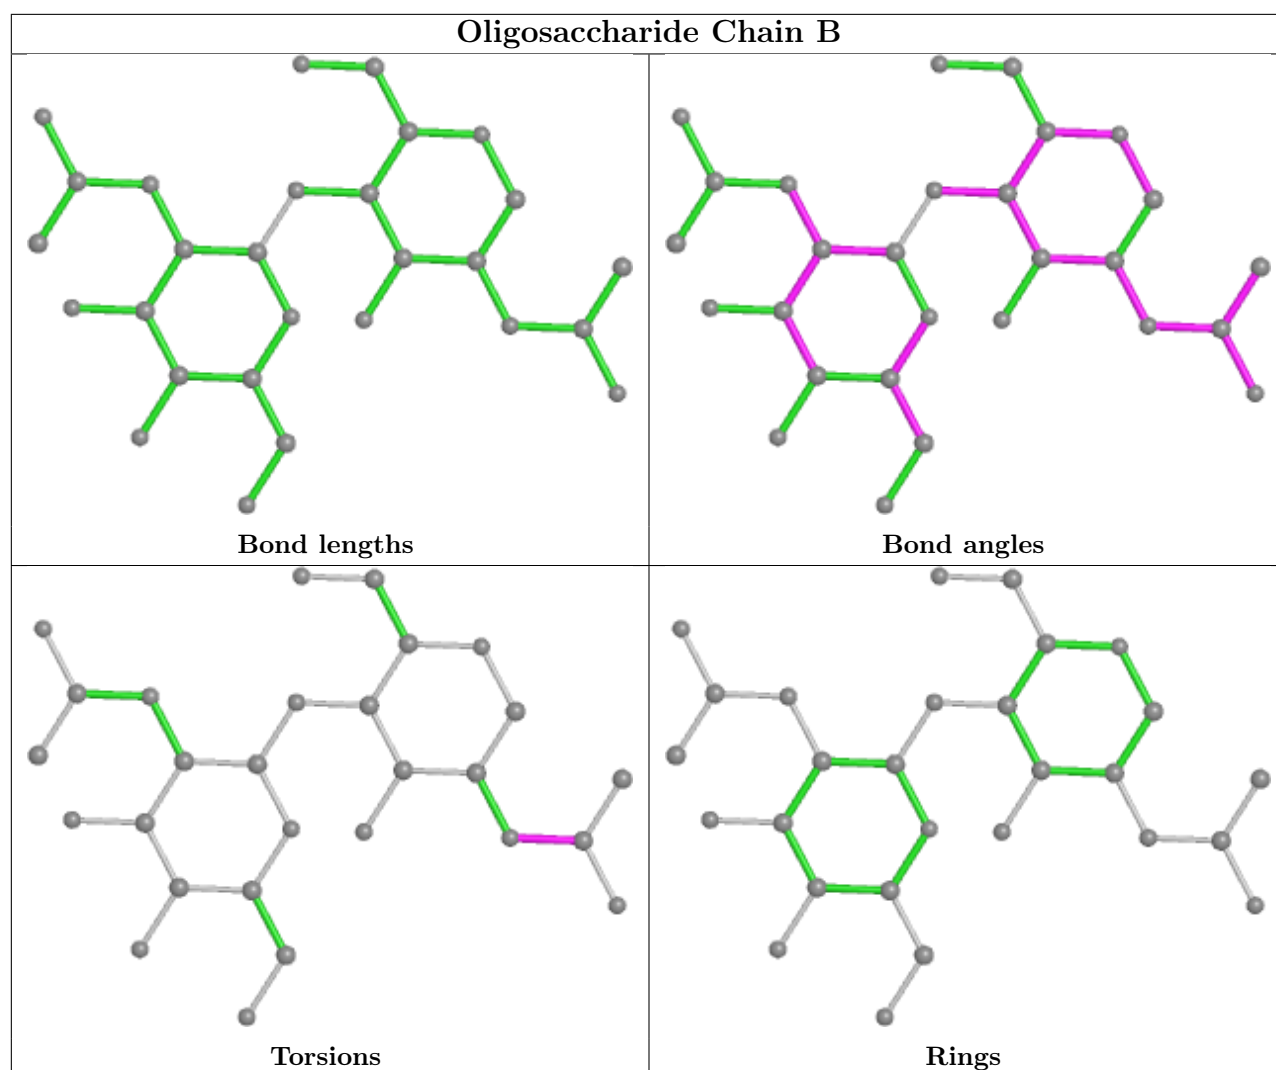 Oligosaccharide Chain B
Bond lengths
Bond angles
Torsions
Rings